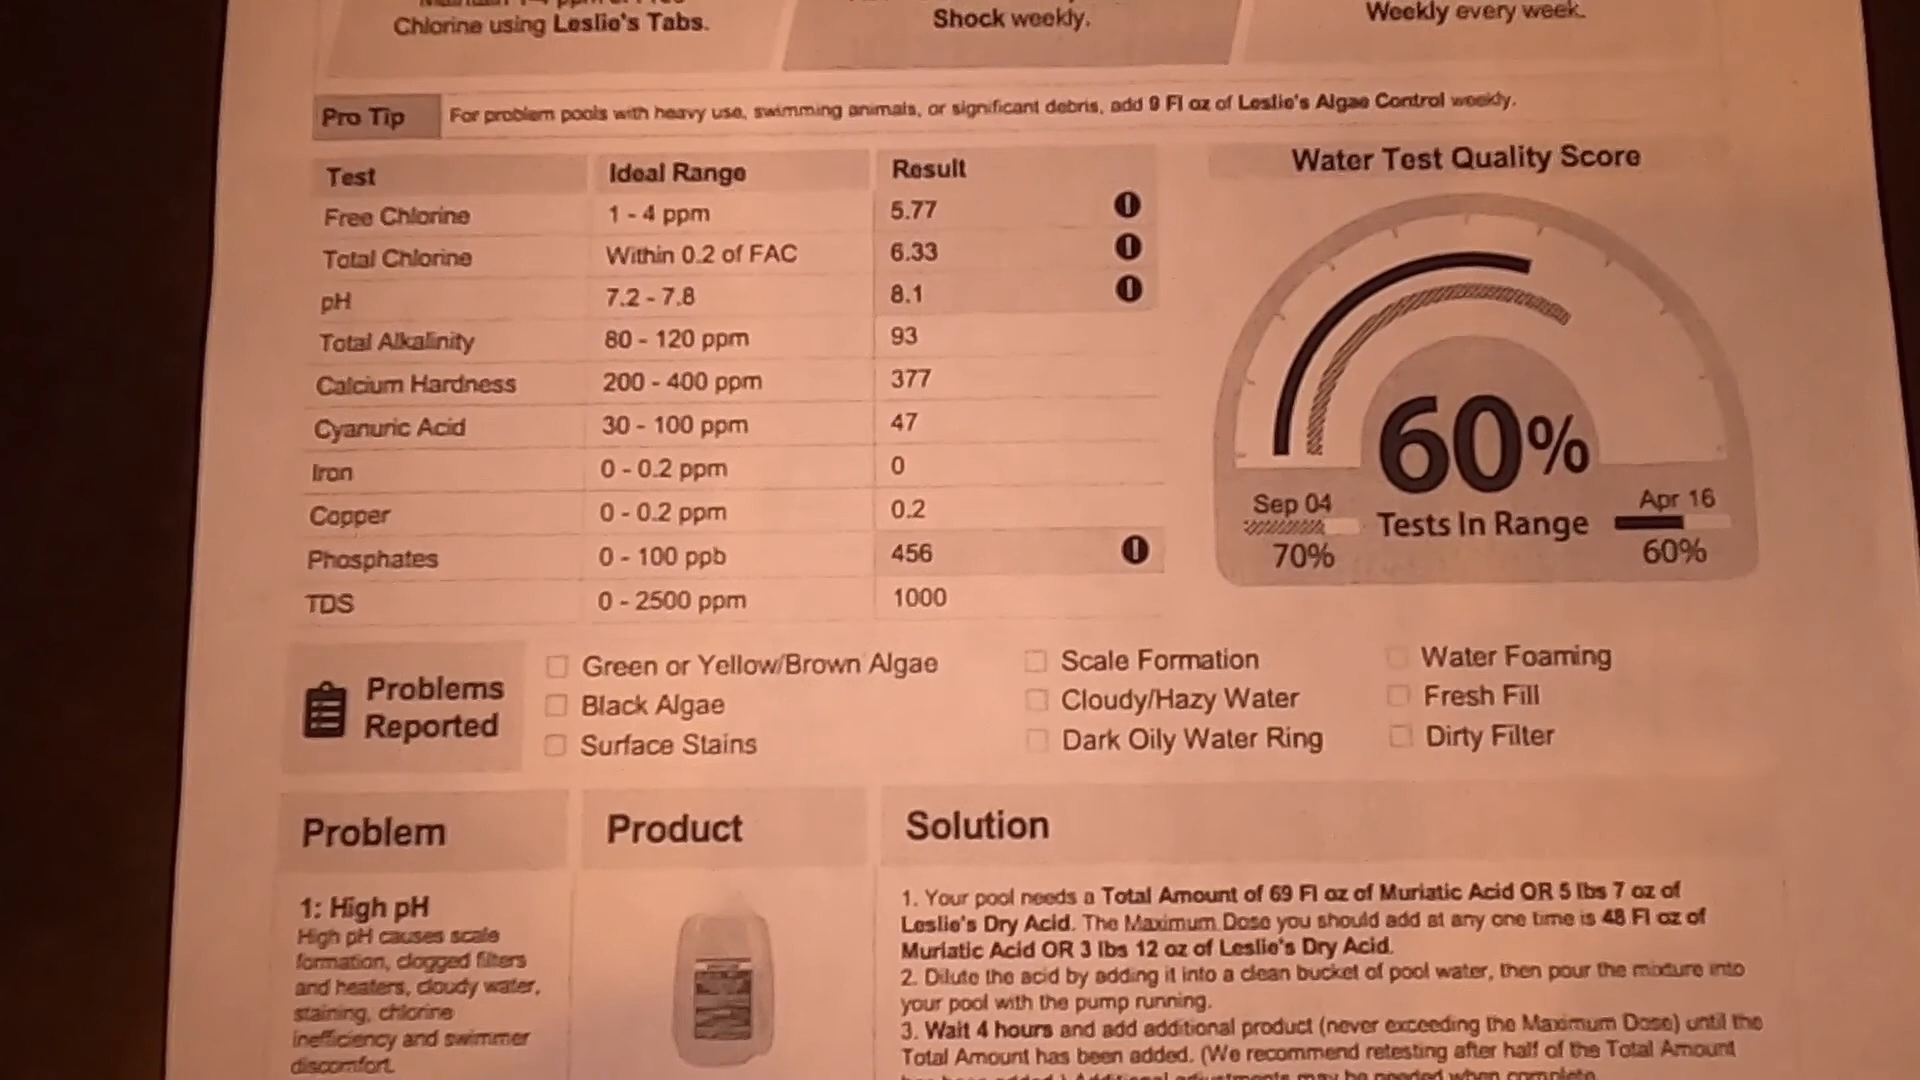 Chlorine using Leslie's Tabs.
Shock weekly.
Weekly every week.
Pro Tip For problem pools with heavy use, swimming animals, or significant debris, add 9 Fl oz of Leslie's Algae Control weekly.
Test Ideal Range Result
Free Chlorine 1 - 4 ppm 5.77
Total Chlorine Within 0.2 of FAC 6.33
pH 7.2 - 7.8 8.1
Total Alkalinity 80 - 120 ppm 93
Calcium Hardness 200 - 400 ppm 377
Cyanuric Acid 30 - 100 ppm 47
Iron 0 - 0.2 ppm 0
Copper 0 - 0.2 ppm 0.2
Phosphates 0 - 100 ppb 456
TDS 0 - 2500 ppm 1000
Water Test Quality Score
60%
Tests In Range
Sep 04
70%
Apr 16
60%
Problems
Reported
Green or Yellow/Brown Algae
Black Algae
Surface Stains
Scale Formation
Cloudy/Hazy Water
Dark Oily Water Ring
Water Foaming
Fresh Fill
Dirty Filter
Problem Product Solution
1: High pH
High pH causes scale
formation, clogged filters
and heaters, cloudy water,
staining, chlorine
inefficiency and swimmer
discomfort.
1. Your pool needs a Total Amount of 69 Fl oz of Muriatic Acid OR 5 lbs 7 oz of
Leslie's Dry Acid. The Maximum Dose you should add at any one time is 48 Fl oz of
Muriatic Acid OR 3 lbs 12 oz of Leslie's Dry Acid.
2. Dilute the acid by adding it into a clean bucket of pool water, then pour the mixture into
your pool with the pump running.
3. Wait 4 hours and add additional product (never exceeding the Maximum Dose) until the
Total Amount has been added. (We recommend retesting after half of the Total Amount